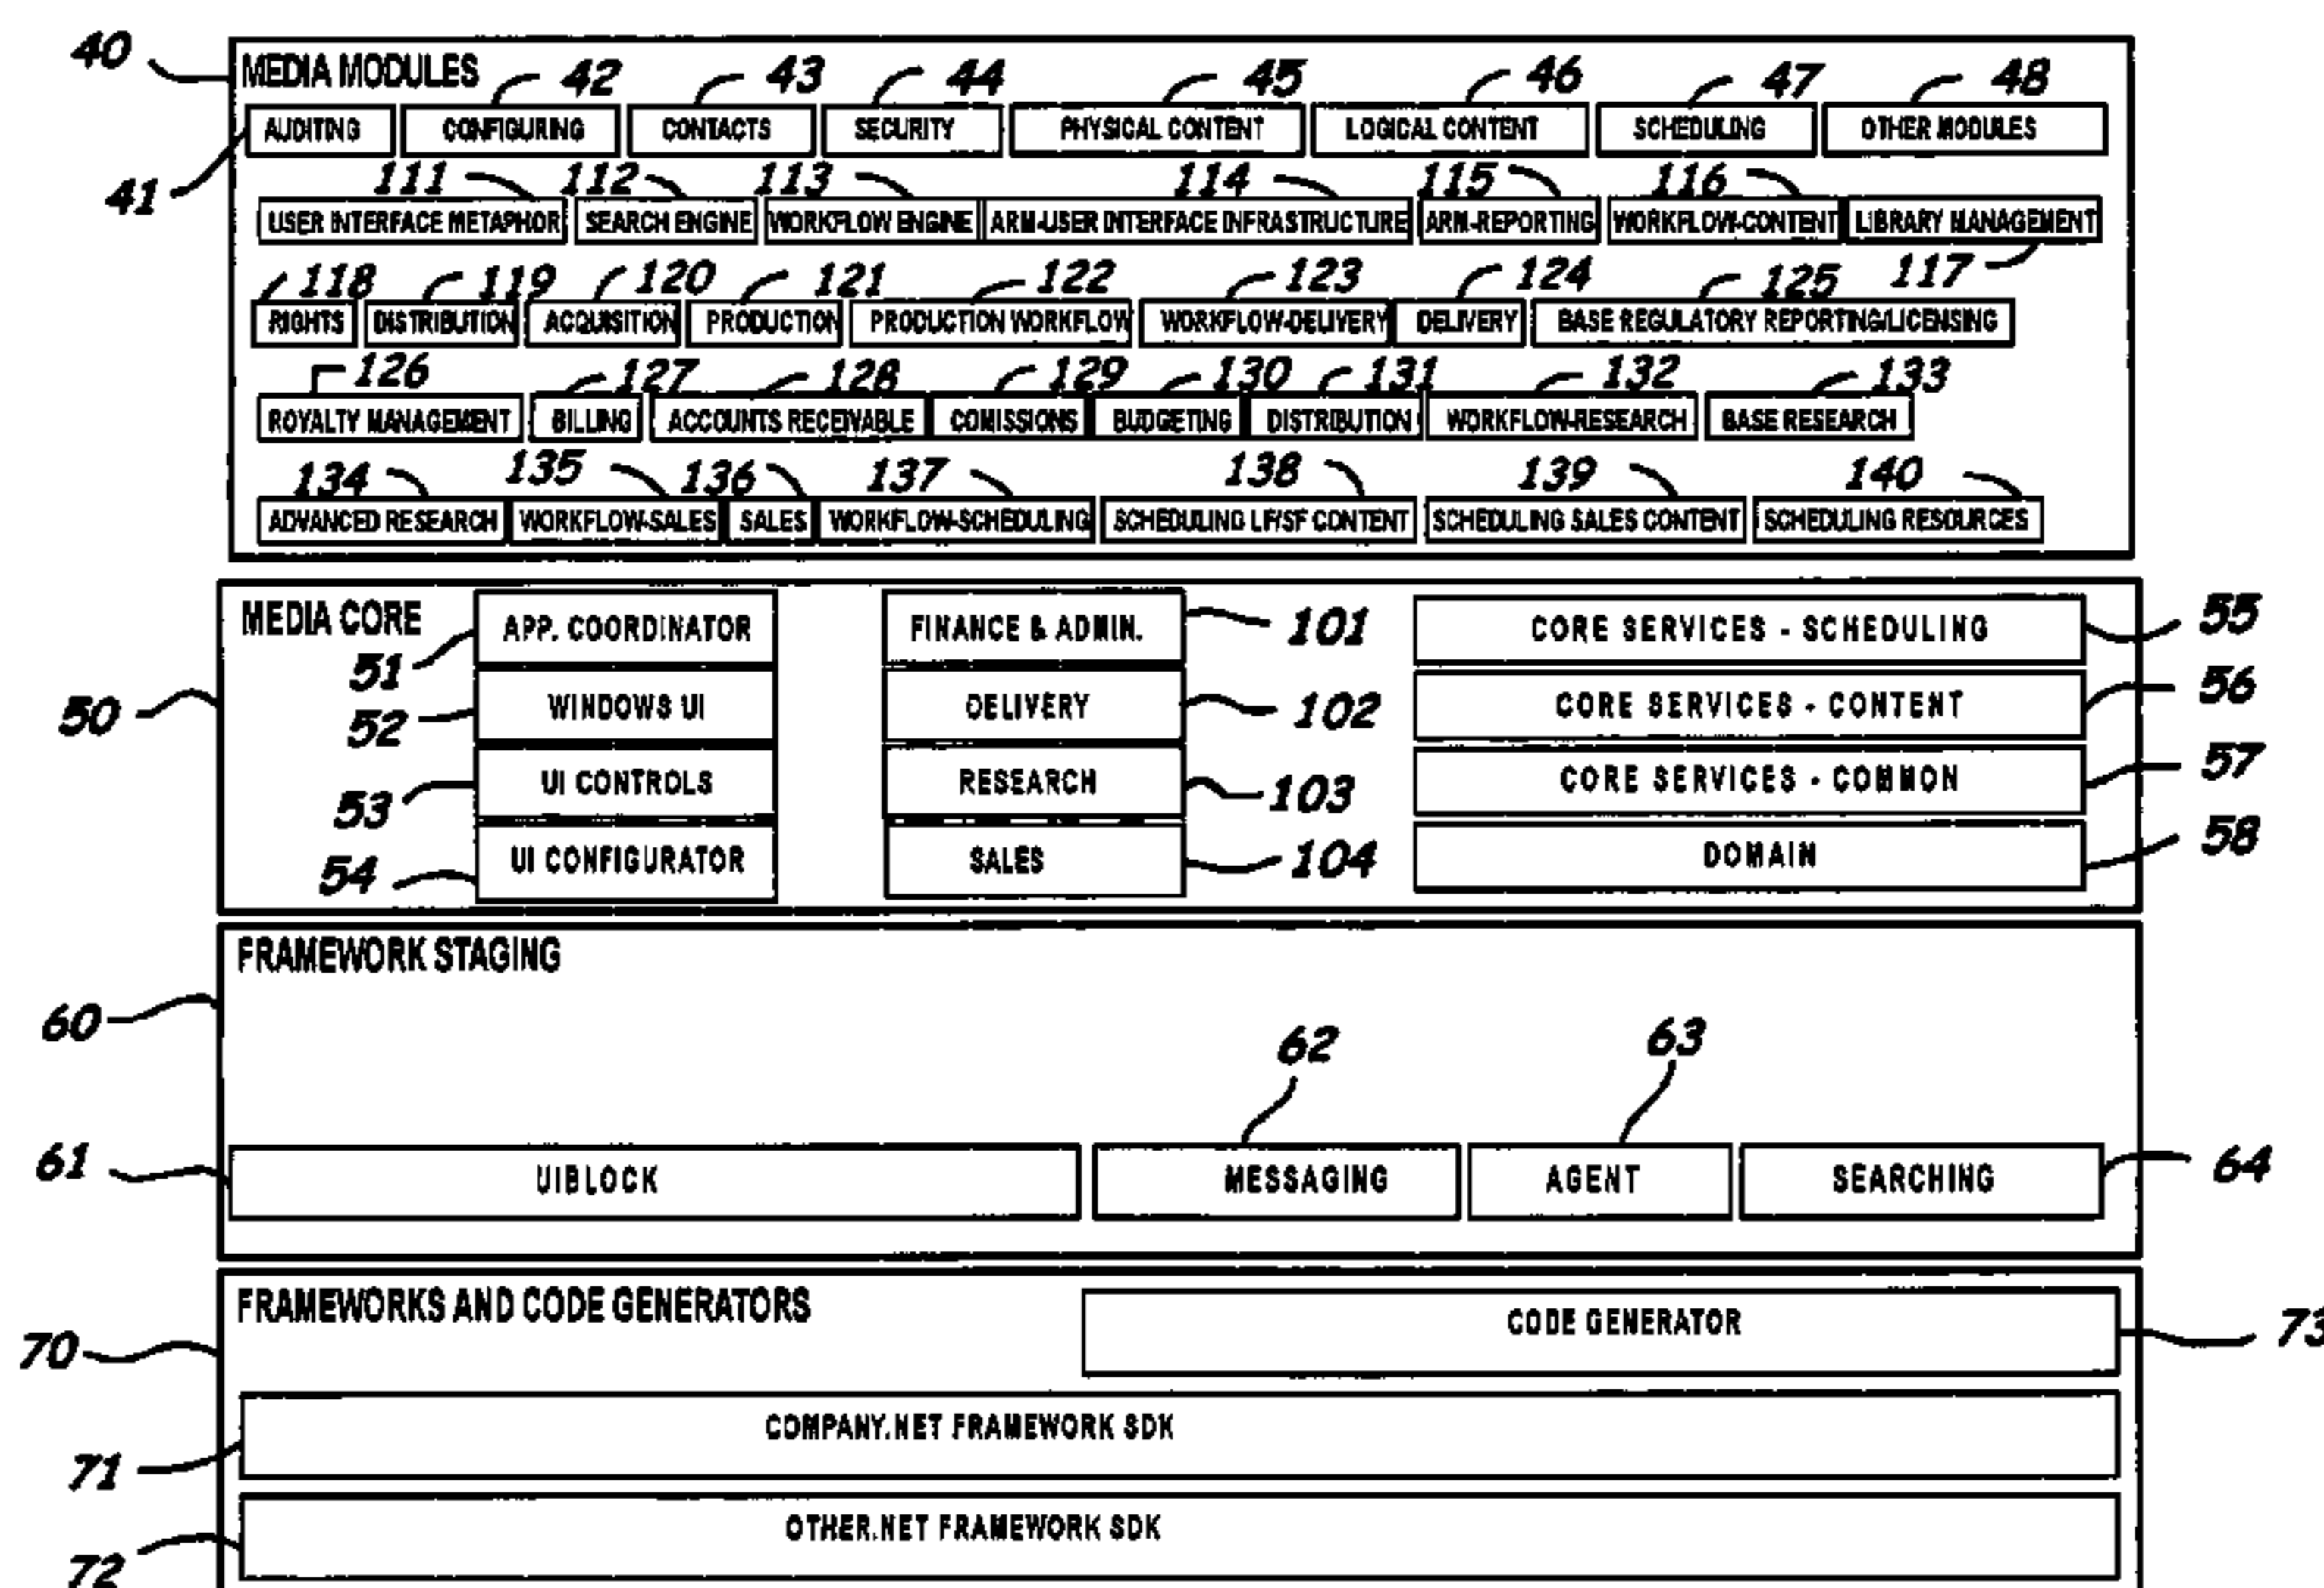 40 MEDIA MODULES 42 43 44 45 46 47 48
AUDITING CONFIGURING CONTACTS SECURITY PHYSICAL CONTENT LOGICAL CONTENT SCHEDULING OTHER MODULES
41 111 112 113 114 115 116
USER INTERFACE METAPHOR SEARCH ENGINE WORKFLOW ENGINE ARM-USER INTERFACE INFRASTRUCTURE ARM-REPORTING WORKFLOW-CONTENT LIBRARY MANAGEMENT
118 119 120 121 122 123 124 125 117
RIGHTS DISTRIBUTION ACQUISITION PRODUCTION PRODUCTION WORKFLOW WORKFLOW-DELIVERY DELIVERY BASE REGULATORY REPORTING/LICENSING
126 127 128 129 130 131 132 133
ROYALTY MANAGEMENT BILLING ACCOUNTS RECEIVABLE COMISSIONS BUDGETING DISTRIBUTION WORKFLOW-RESEARCH BASE RESEARCH
134 135 136 137 138 139 140
ADVANCED RESEARCH WORKFLOW-SALES SALES WORKFLOW-SCHEDULING SCHEDULING LF/SF CONTENT SCHEDULING SALES CONTENT SCHEDULING RESOURCES
MEDIA CORE APP. COORDINATOR FINANCE & ADMIN. 101 CORE SERVICES - SCHEDULING 55
51
50 52 WINDOWS UI DELIVERY 102 CORE SERVICES - CONTENT 56
53 UI CONTROLS RESEARCH 103 CORE SERVICES - COMMON 57
54 UI CONFIGURATOR SALES 104 DOMAIN 58
FRAMEWORK STAGING
60 62 63
61 UIBLOCK MESSAGING AGENT SEARCHING 64
FRAMEWORKS AND CODE GENERATORS CODE GENERATOR 73
70
COMPANY.NET FRAMEWORK SDK
71
OTHER.NET FRAMEWORK SDK
72